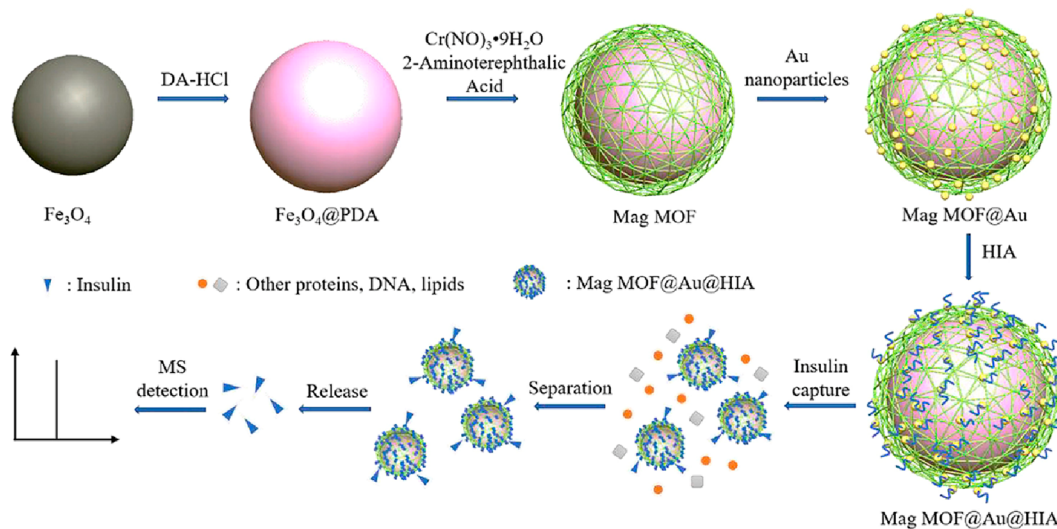 DA-HCl
Cr(NO)₃•9H₂O
2-Aminoterephthalic
Acid
Au
nanoparticles
Fe₃O₄
Fe₃O₄@PDA
Mag MOF
Mag MOF@Au
HIA
: Insulin
: Other proteins, DNA, lipids
: Mag MOF@Au@HIA
MS
detection
Release
Separation
Insulin
capture
Mag MOF@Au@HIA